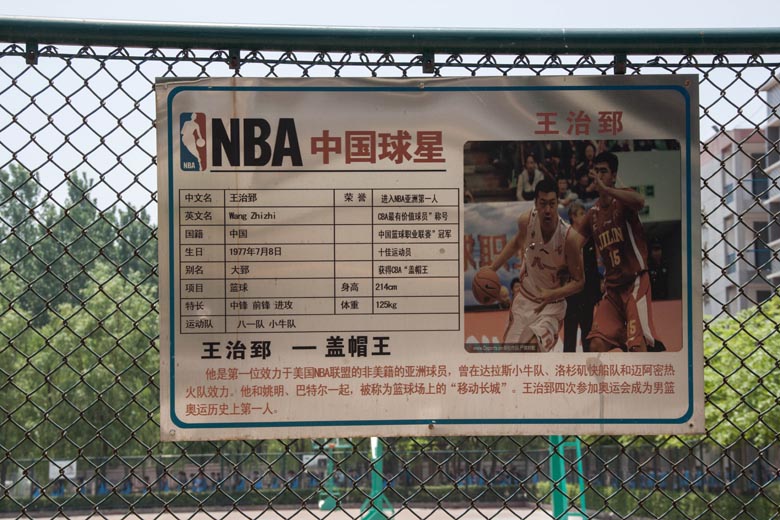 NBA
NBA 中国球星
王治郅
中文名 王治郅 荣誉 进入NBA亚洲第一人
英文名 Wang Zhizhi CBA最有价值球员”称号
国籍 中国 中国篮球职业联赛”冠军
生日 1977年7月8日 十佳运动员
别名 大郅 获得CBA“盖帽王
项目 篮球 身高 214cm
特长 中锋 前锋 进攻 体重 125kg
运动队 八一队 小牛队
JILIN
15
15
王治郅 一 盖帽王
他是第一位效力于美国NBA联盟的非美籍的亚洲球员，曾在达拉斯小牛队、洛杉矶快船队和迈阿密热
火队效力。他和姚明、巴特尔一起，被称为篮球场上的“移动长城”。王治郅四次参加奥运会成为男篮
奥运历史上第一人。